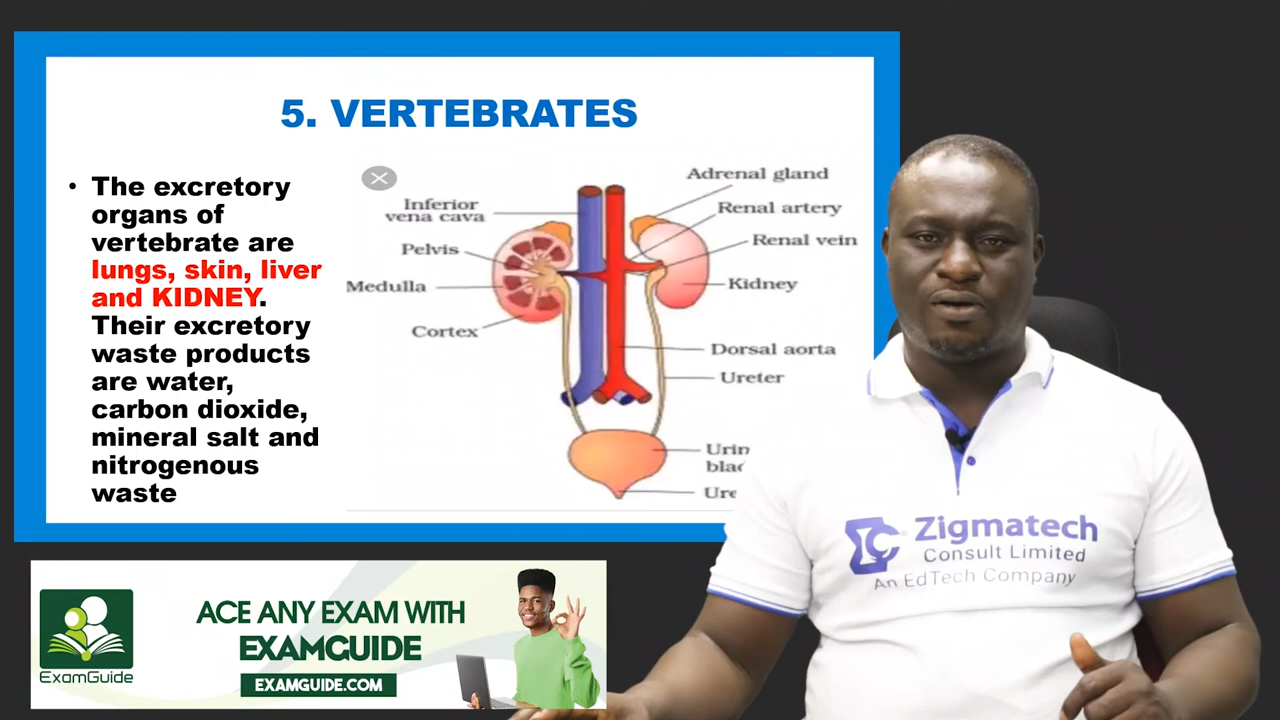 5. VERTEBRATES
• The excretory
organs of
vertebrate are
lungs, skin, liver
and KIDNEY.
Their excretory
waste products
are water,
carbon dioxide,
mineral salt and
nitrogenous
waste
Inferior
vena cava
Pelvis
Medulla
Cortex
Adrenal gland
Renal artery
Renal vein
Kidney
Dorsal aorta
Ureter
Zigmatech
Consult Limited
An EdTech Company
ExamGuide
ACE ANY EXAM WITH
EXAMGUIDE
EXAMGUIDE.COM